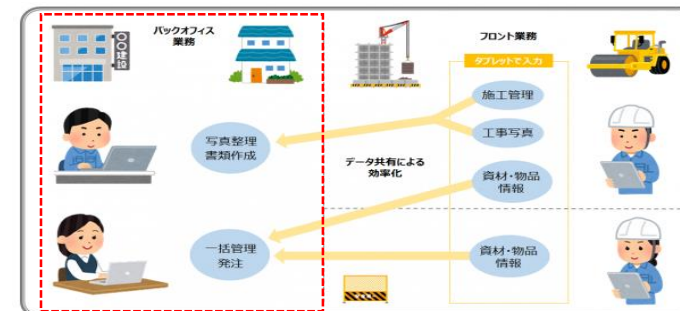 バックオフィス
業務
〇〇建設
フロント業務
タブレットで入力
施工管理
写真整理
書類作成
工事写真
データ共有による
効率化
資材・物品
情報
一括管理
発注
資材・物品
情報